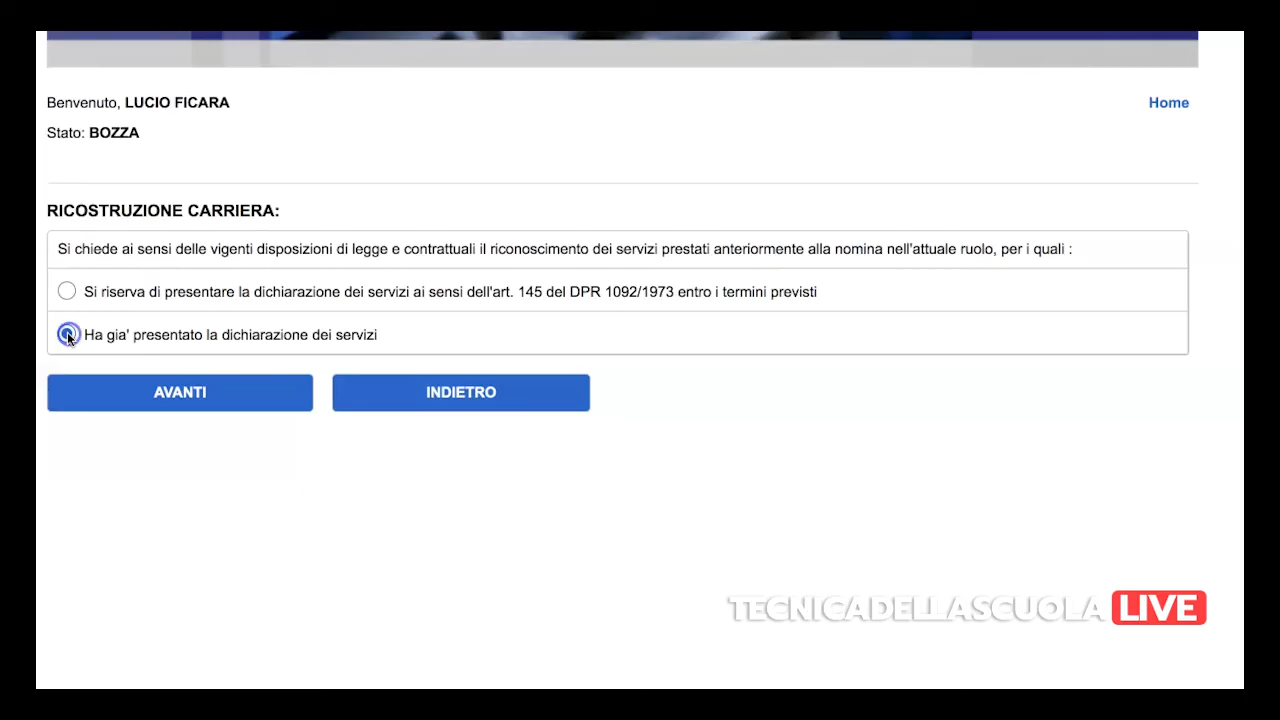 Benvenuto, LUCIO FICARA
Home
Stato: BOZZA
RICOSTRUZIONE CARRIERA:
Si chiede ai sensi delle vigenti disposizioni di legge e contrattuali il riconoscimento dei servizi prestati anteriormente alla nomina nell'attuale ruolo, per i quali :
Si riserva di presentare la dichiarazione dei servizi ai sensi dell'art. 145 del DPR 1092/1973 entro i termini previsti
Ha gia' presentato la dichiarazione dei servizi
AVANTI
INDIETRO
TECNICADELLASCUOLA LIVE